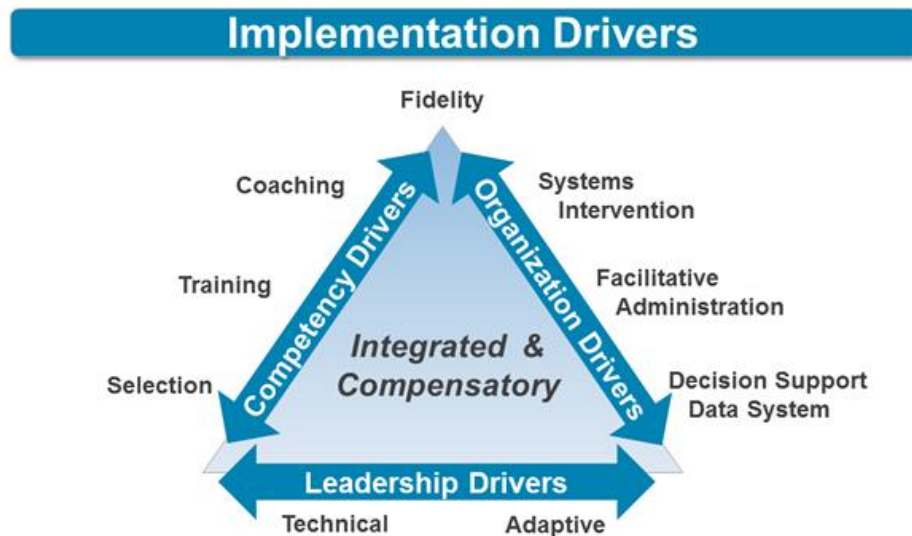 Implementation Drivers
Fidelity
Coaching
Training
Selection
Competency Drivers
Organization Drivers
Systems
Intervention
Facilitative
Administration
Decision Support
Data System
Integrated &
Compensatory
Leadership Drivers
Technical
Adaptive